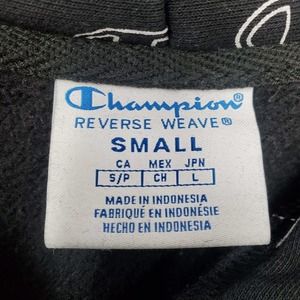 Champion®
REVERSE WEAVE®
SMALL
CA MEX JPN
S/P CH L
MADE IN INDONESIA
FABRIQUÉ EN INDONÉSIE
HECHO EN INDONESIA